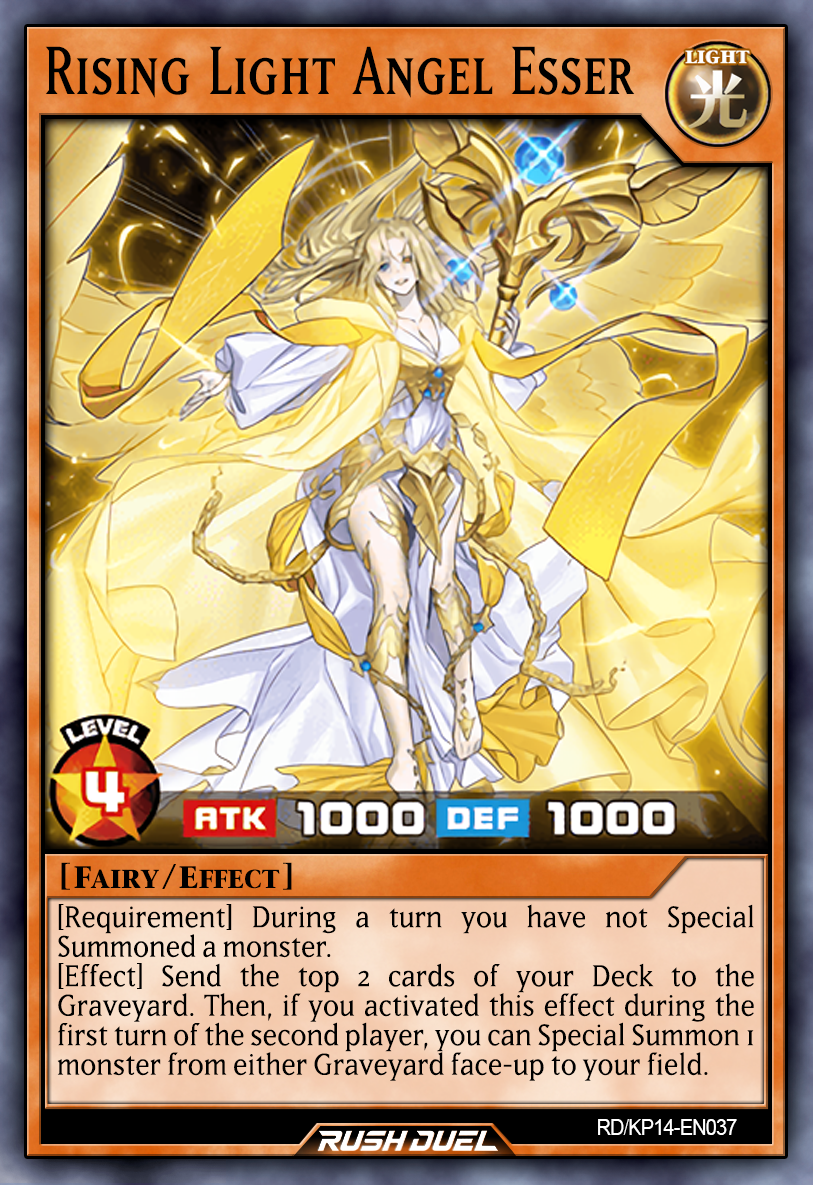 Rising Light Angel Esser
LIGHT
光
LEVEL
4
ATK 1000 DEF 1000
[Fairy/Effect]
[Requirement] During a turn you have not Special
Summoned a monster.
[Effect] Send the top 2 cards of your Deck to the
Graveyard. Then, if you activated this effect during the
first turn of the second player, you can Special Summon 1
monster from either Graveyard face-up to your field.
RD/KP14-EN037
RUSH DUEL